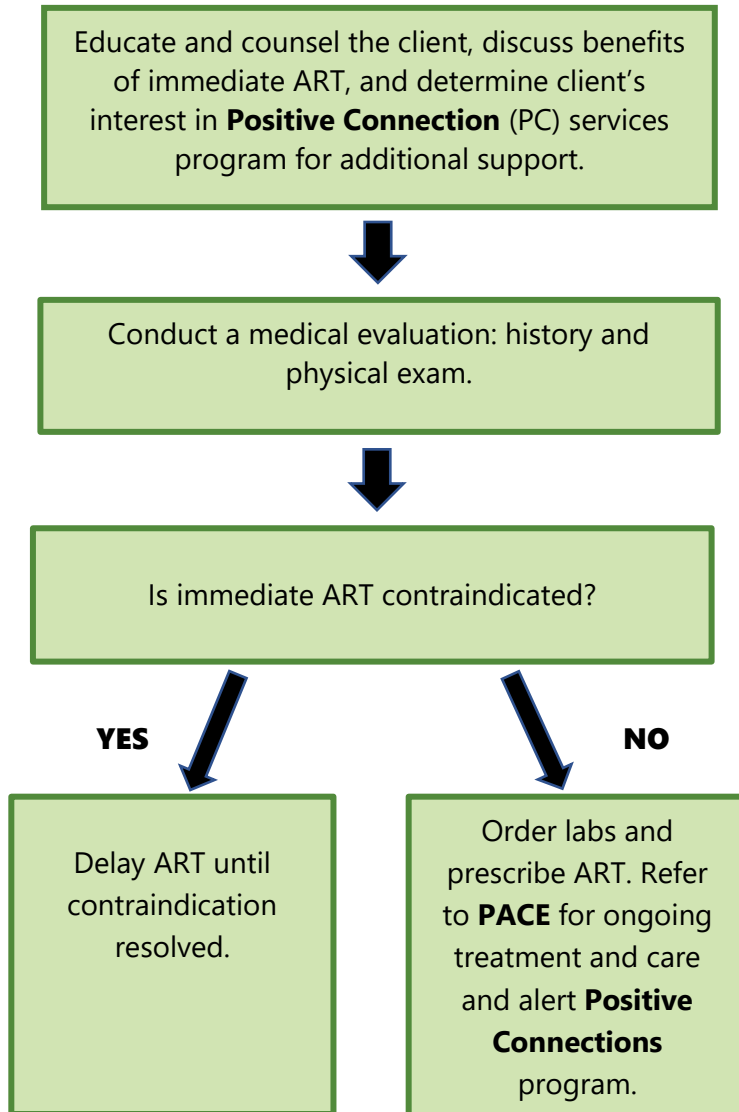 Educate and counsel the client, discuss benefits
of immediate ART, and determine client’s
interest in Positive Connection (PC) services
program for additional support.
Conduct a medical evaluation: history and
physical exam.
Is immediate ART contraindicated?
YES
NO
Delay ART until
contraindication
resolved.
Order labs and
prescribe ART. Refer
to PACE for ongoing
treatment and care
and alert Positive
Connections
program.